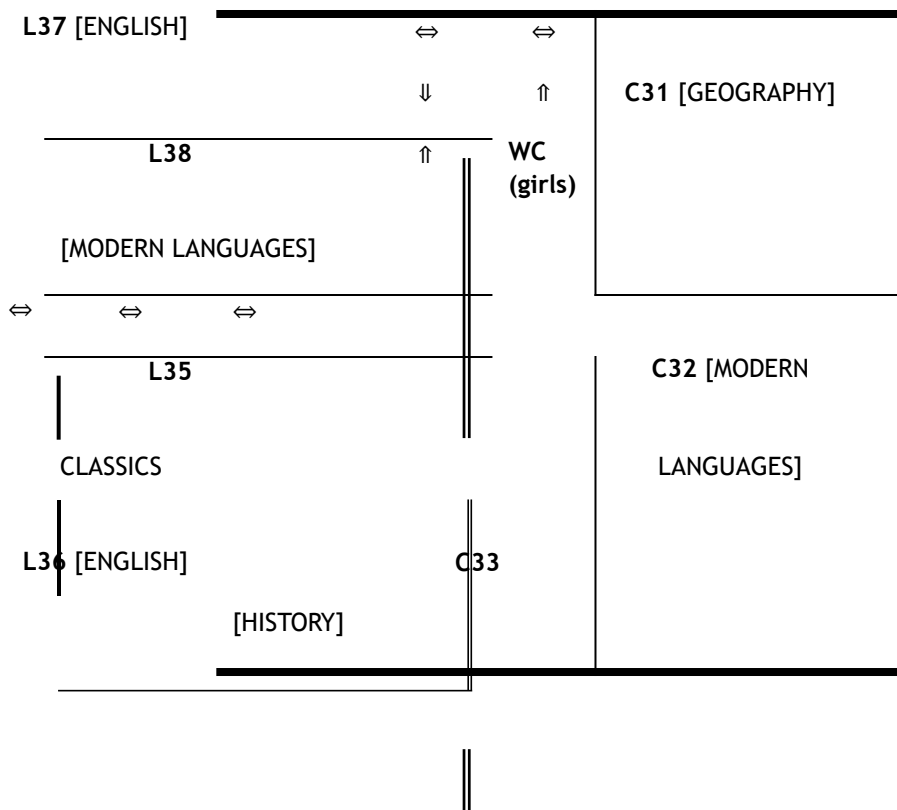 L37 [ENGLISH]
⇔ ⇔
⇓ ⇑ C31 [GEOGRAPHY]
L38 ⇑ WC
(girls)
[MODERN LANGUAGES]
⇔ ⇔ ⇔
L35 C32 [MODERN
CLASSICS LANGUAGES]
L36 [ENGLISH] C33
[HISTORY]